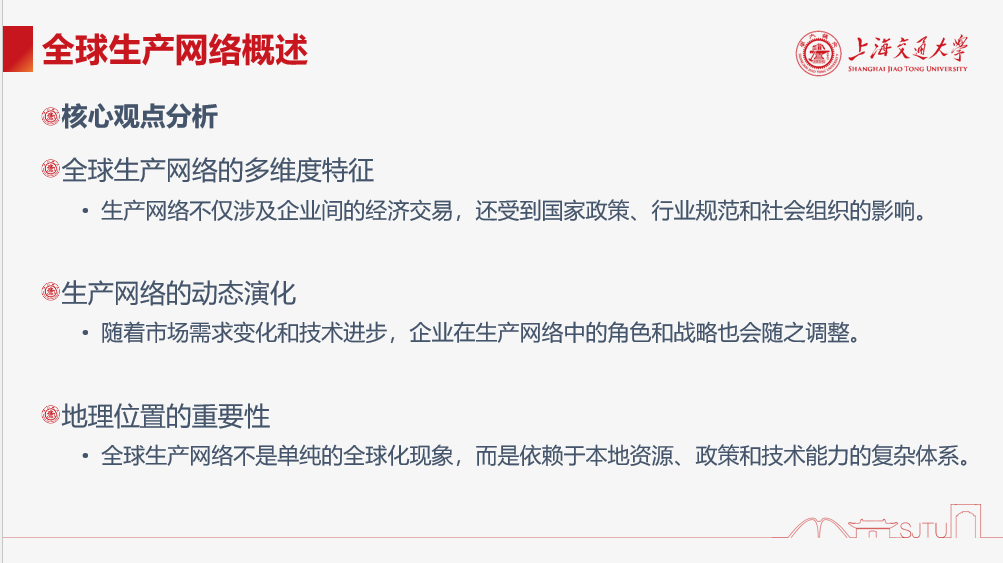 全球生产网络概述
上海交通大学
SHANGHAI JIAO TONG UNIVERSITY
核心观点分析
全球生产网络的多维度特征
• 生产网络不仅涉及企业间的经济交易，还受到国家政策、行业规范和社会组织的影响。
生产网络的动态演化
• 随着市场需求变化和技术进步，企业在生产网络中的角色和战略也会随之调整。
地理位置的重要性
• 全球生产网络不是单纯的全球化现象，而是依赖于本地资源、政策和技术能力的复杂体系。
SJTU